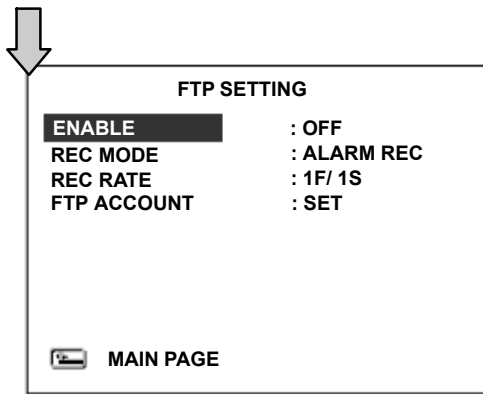 FTP SETTING
ENABLE : OFF
REC MODE : ALARM REC
REC RATE : 1F/ 1S
FTP ACCOUNT : SET
MAIN PAGE